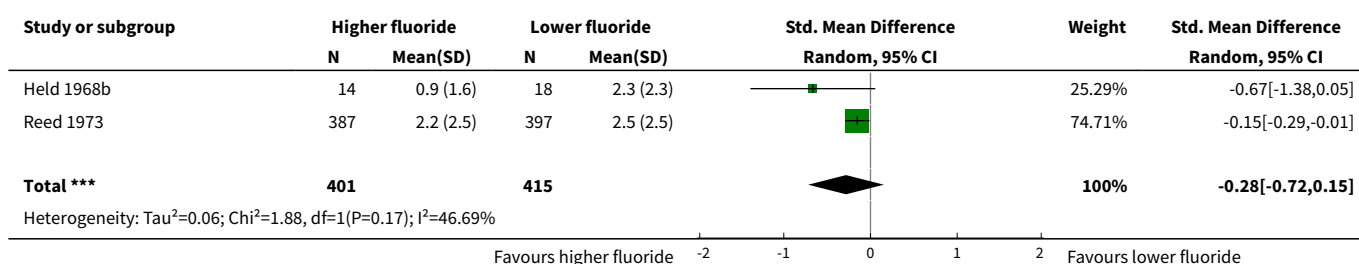 Study or subgroup Higher fluoride Lower fluoride Std. Mean Difference Weight Std. Mean Difference
N Mean(SD) N Mean(SD) Random, 95% CI Random, 95% CI
Held 1968b 14 0.9 (1.6) 18 2.3 (2.3) 25.29% -0.67[-1.38,0.05]
Reed 1973 387 2.2 (2.5) 397 2.5 (2.5) 74.71% -0.15[-0.29,-0.01]
Total *** 401 415 100% -0.28[-0.72,0.15]
Heterogeneity: Tau²=0.06; Chi²=1.88, df=1(P=0.17); I²=46.69%
Favours higher fluoride -2 -1 0 1 2 Favours lower fluoride